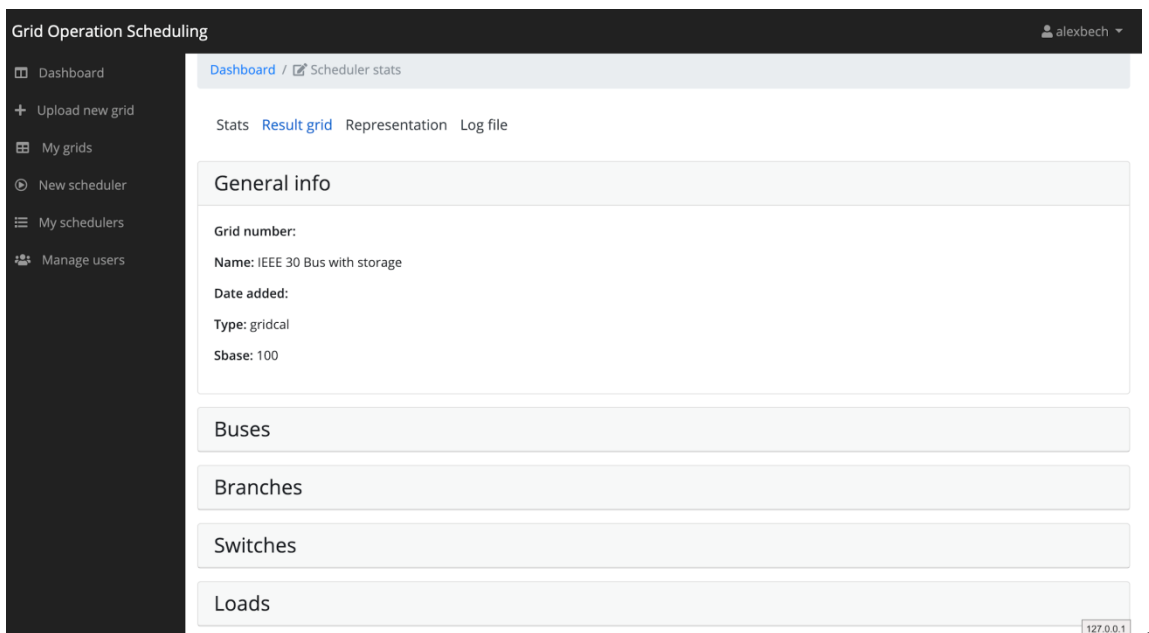 Grid Operation Scheduling
alexbech
Dashboard
Upload new grid
My grids
New scheduler
My schedulers
Manage users
Dashboard / Scheduler stats
Stats Result grid Representation Log file
General info
Grid number:
Name: IEEE 30 Bus with storage
Date added:
Type: gridcal
Sbase: 100
Buses
Branches
Switches
Loads
127.0.0.1